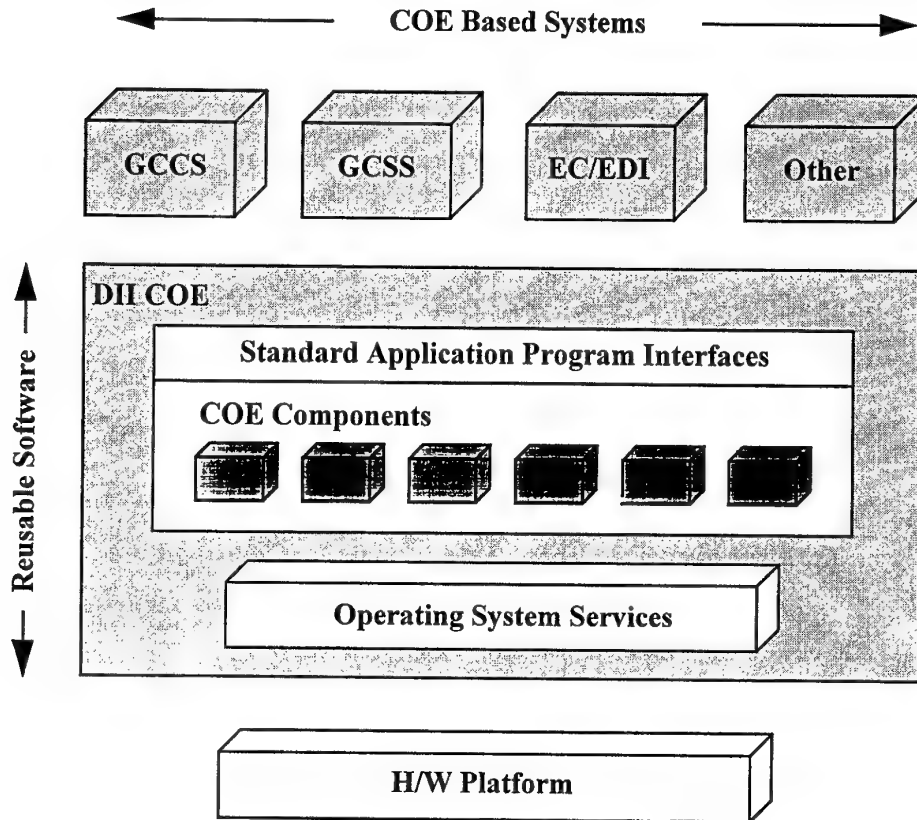 COE Based Systems
GCCS
GCSS
EC/EDI
Other
DII COE
Standard Application Program Interfaces
COE Components
Reusable Software
Operating System Services
H/W Platform